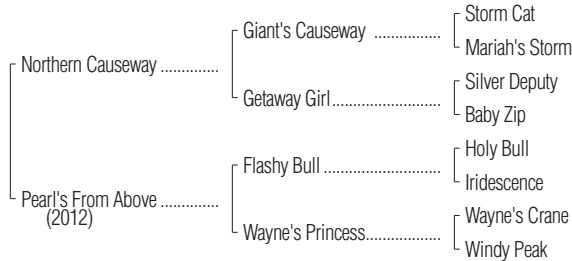 Storm Cat
Giant's Causeway ..................
Mariah's Storm
Northern Causeway ..............
Silver Deputy
Getaway Girl..........................
Baby Zip
Holy Bull
Flashy Bull ............................
Iridescence
Pearl's From Above ..............
(2012)
Wayne's Crane
Wayne's Princess..................
Windy Peak